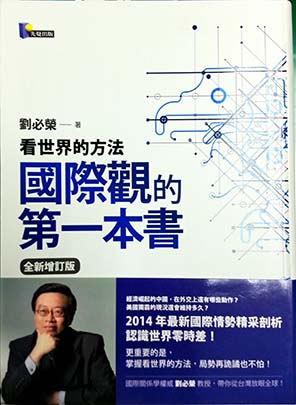 先覺出版
劉必榮——著
看世界的方法
國際觀的
第一本書
全新增訂版
經濟崛起的中國,在外交上還有哪些動作?
美國獨霸的現況還會維持多久?
2014年最新國際情勢精采剖析
認識世界零時差!
更重要的是,
掌握看世界的方法,局勢再詭譎也不怕!
國際關係學權威 劉必榮 教授,帶你從台灣放眼全球!